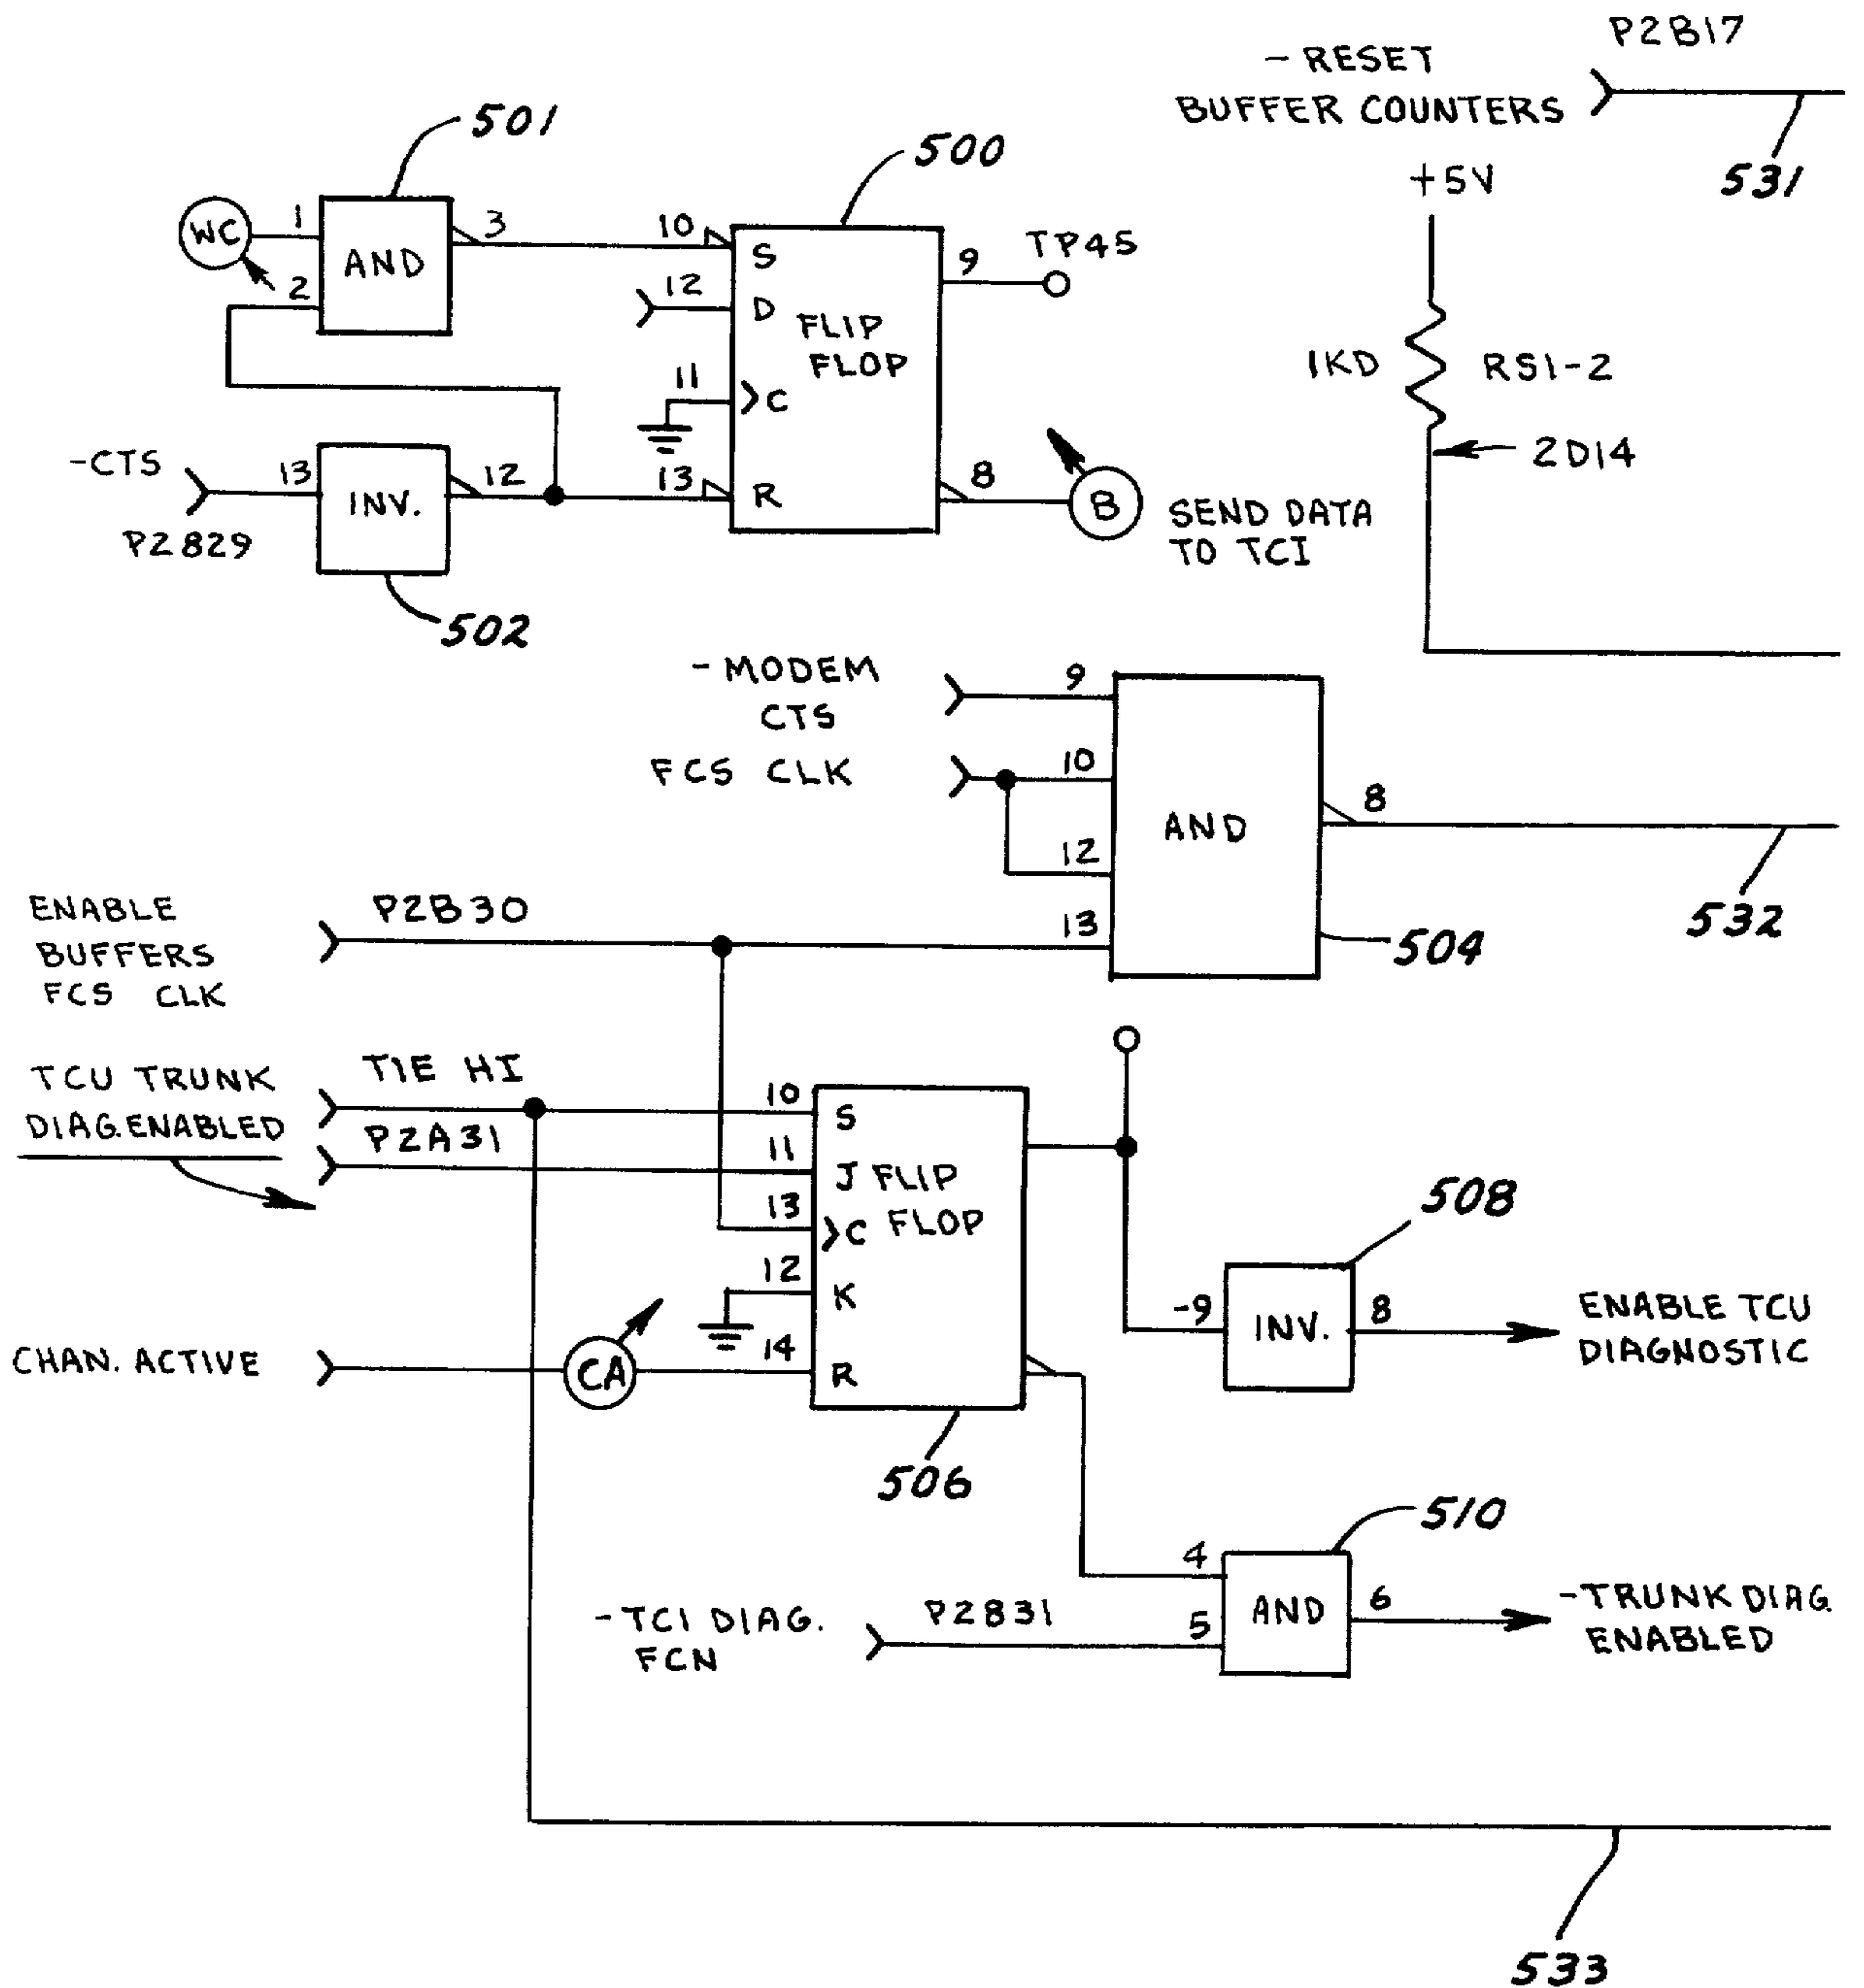 P2B17
- RESET
BUFFER COUNTERS
531
501
500
+5V
WC
1
2
AND
3
10
S
12
D
FLIP
FLOP
11
C
13
R
9
TP45
8
B
SEND DATA
TO TCI
1KD
RS1-2
2D14
-CTS
13
INV.
12
P2829
502
- MODEM
CTS
9
FCS CLK
10
12
AND
8
13
532
504
ENABLE
BUFFERS
FCS CLK
P2B30
TCU TRUNK
DIAG.ENABLED
TIE HI
P2A31
10
S
11
J
FLIP
FLOP
13
C
12
K
14
R
CHAN. ACTIVE
CA
506
508
-9
INV.
8
ENABLE TCU
DIAGNOSTIC
510
4
5
AND
6
-TRUNK DIAG.
ENABLED
-TCI DIAG.
FCN
P2831
533